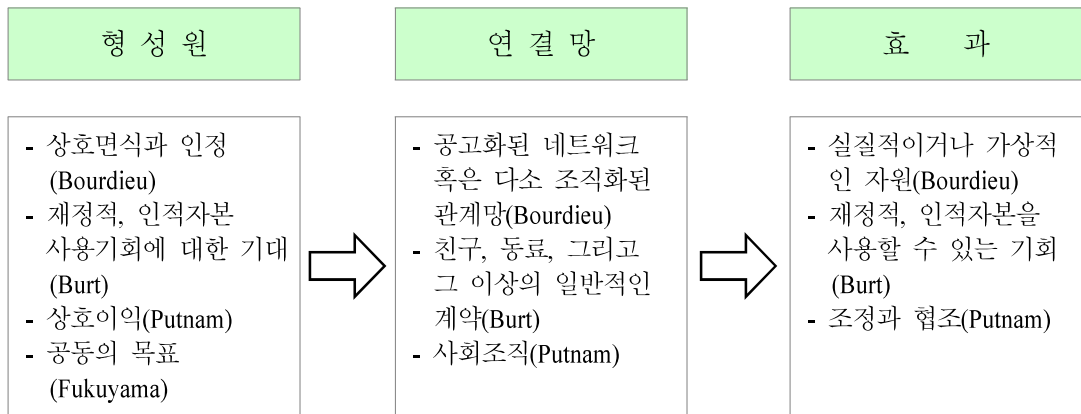 형 성 원
연 결 망
효 과
- 상호면식과 인정
(Bourdieu)
- 재정적, 인적자본
사용기회에 대한 기대
(Burt)
- 상호이익(Putnam)
- 공동의 목표
(Fukuyama)
- 공고화된 네트워크
혹은 다소 조직화된
관계망(Bourdieu)
- 친구, 동료, 그리고
그 이상의 일반적인
계약(Burt)
- 사회조직(Putnam)
- 실질적이거나 가상적
인 자원(Bourdieu)
- 재정적, 인적자본을
사용할 수 있는 기회
(Burt)
- 조정과 협조(Putnam)